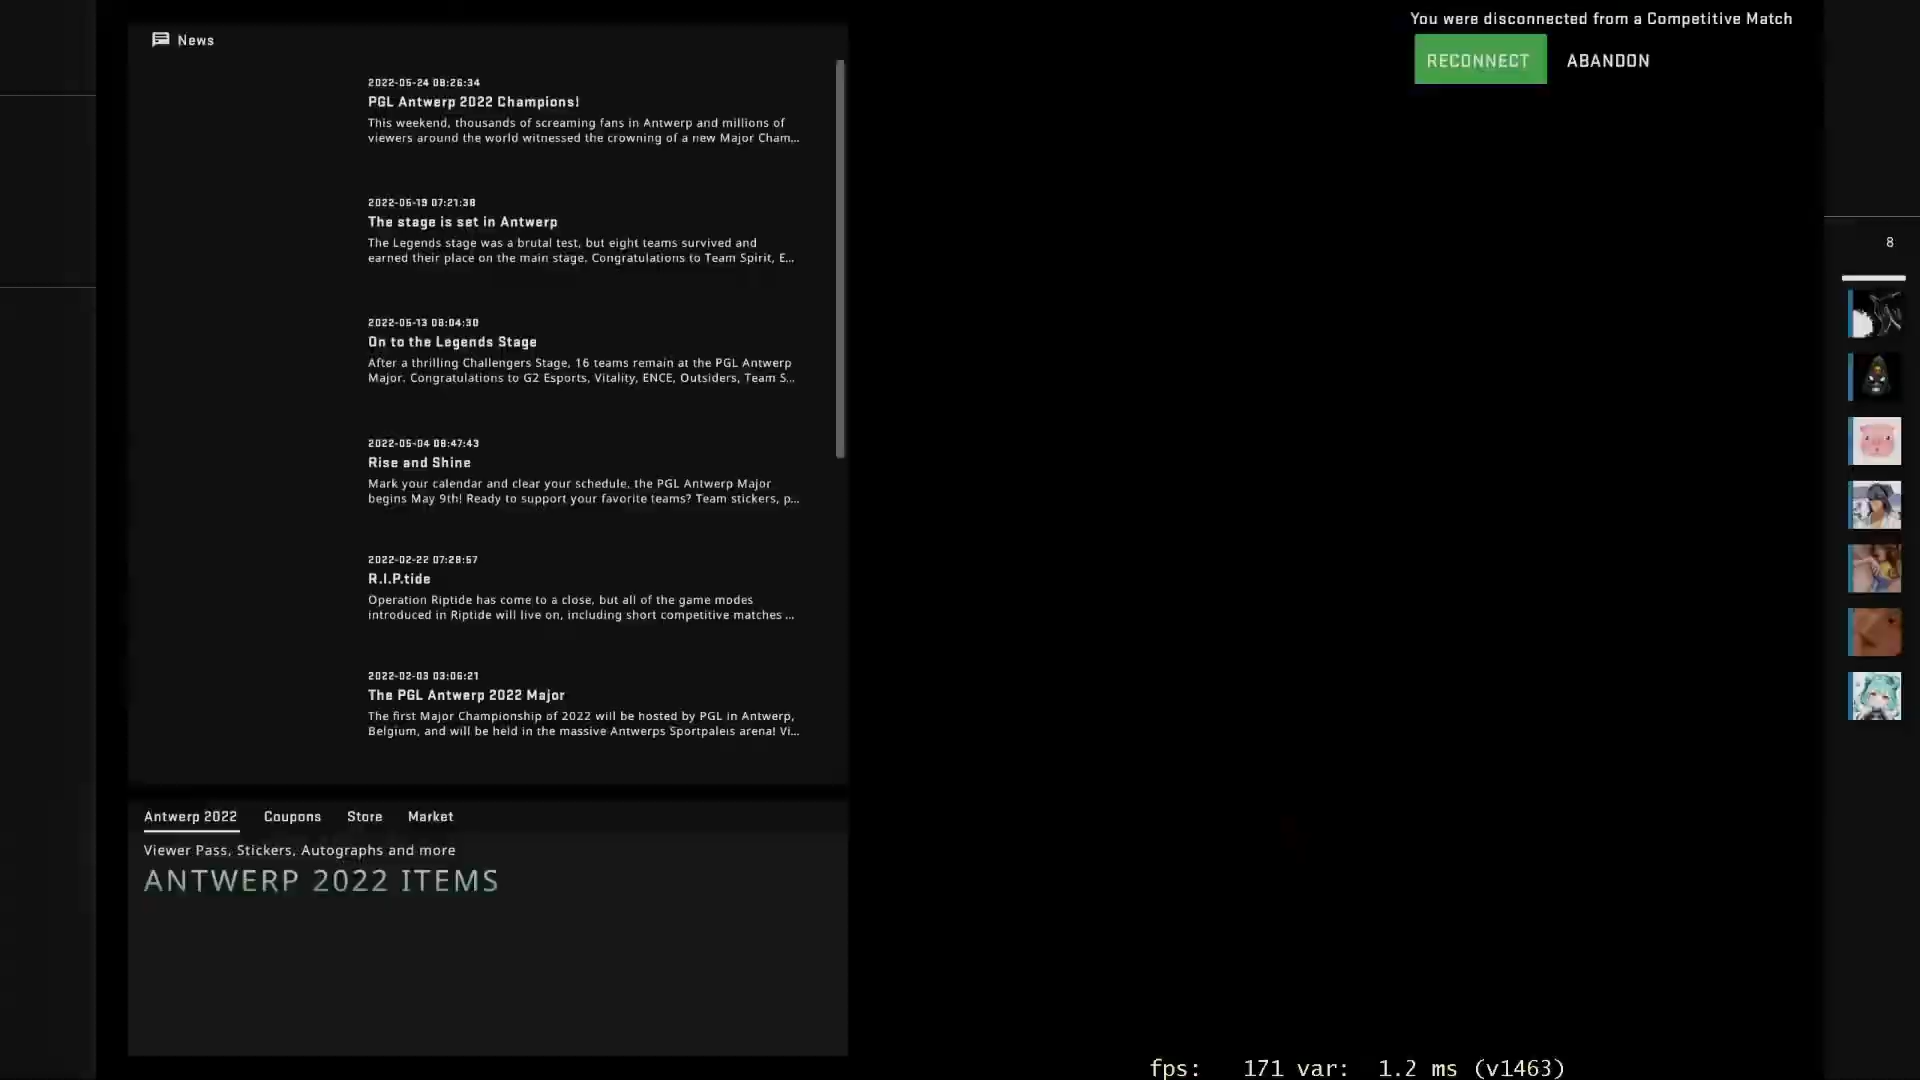 News
You were disconnected from a Competitive Match
RECONNECT
ABANDON
2022-05-24 08:26:34
PGL Antwerp 2022 Champions!
This weekend, thousands of screaming fans in Antwerp and millions of
viewers around the world witnessed the crowning of a new Major Cham...
2022-05-19 07:21:38
The stage is set in Antwerp
The Legends stage was a brutal test, but eight teams survived and
earned their place on the main stage. Congratulations to Team Spirit, E...
8
2022-05-13 08:04:30
On to the Legends Stage
After a thrilling Challengers Stage, 16 teams remain at the PGL Antwerp
Major. Congratulations to G2 Esports, Vitality, ENCE, Outsiders, Team S...
2022-05-04 08:47:43
Rise and Shine
Mark your calendar and clear your schedule, the PGL Antwerp Major
begins May 9th! Ready to support your favorite teams? Team stickers, p...
2022-02-22 07:28:57
R.I.P.tide
Operation Riptide has come to a close, but all of the game modes
introduced in Riptide will live on, including short competitive matches ...
2022-02-03 03:06:21
The PGL Antwerp 2022 Major
The first Major Championship of 2022 will be hosted by PGL in Antwerp,
Belgium, and will be held in the massive Antwerps Sportpaleis arena! Vi...
Antwerp 2022
Coupons
Store
Market
Viewer Pass, Stickers, Autographs and more
ANTWERP 2022 ITEMS
fps: 171 var: 1.2 ms (v1463)